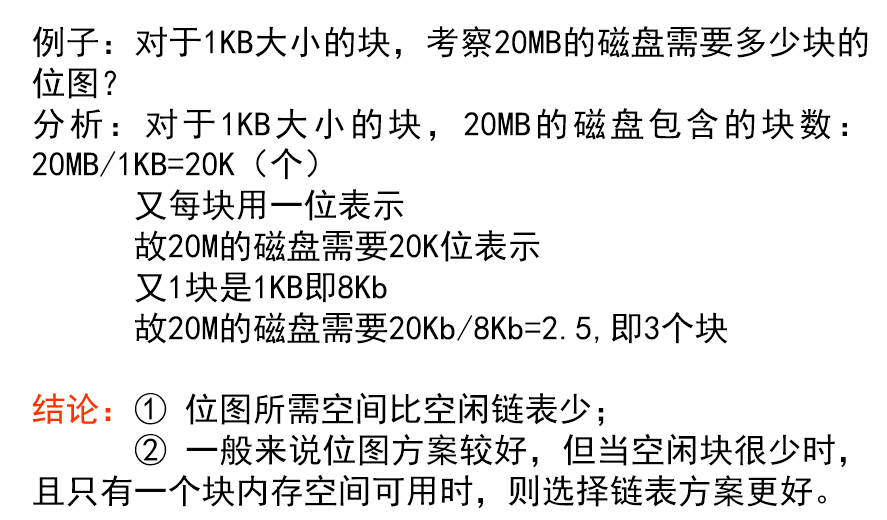 例子：对于1KB大小的块，考察20MB的磁盘需要多少块的
位图？
分析：对于1KB大小的块，20MB的磁盘包含的块数：
20MB/1KB=20K（个）
又每块用一位表示
故20M的磁盘需要20K位表示
又1块是1KB即8Kb
故20M的磁盘需要20Kb/8Kb=2.5,即3个块
结论：① 位图所需空间比空闲链表少；
② 一般来说位图方案较好，但当空闲块很少时，
且只有一个块内存空间可用时，则选择链表方案更好。